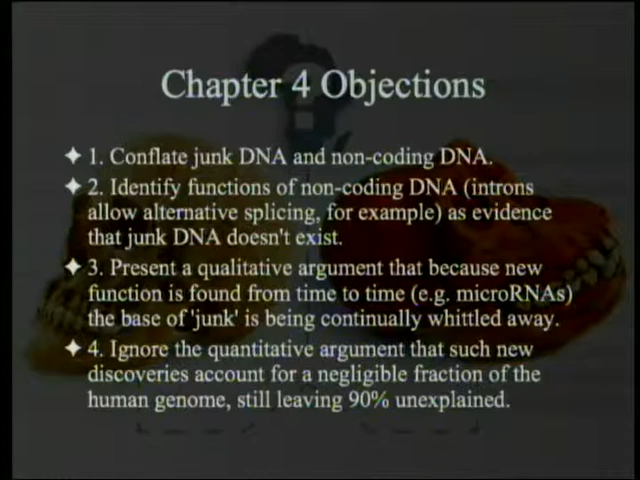 Chapter 4 Objections
1. Conflate junk DNA and non-coding DNA.
2. Identify functions of non-coding DNA (introns
allow alternative splicing, for example) as evidence
that junk DNA doesn't exist.
3. Present a qualitative argument that because new
function is found from time to time (e.g. microRNAs)
the base of 'junk' is being continually whittled away.
4. Ignore the quantitative argument that such new
discoveries account for a negligible fraction of the
human genome, still leaving 90% unexplained.